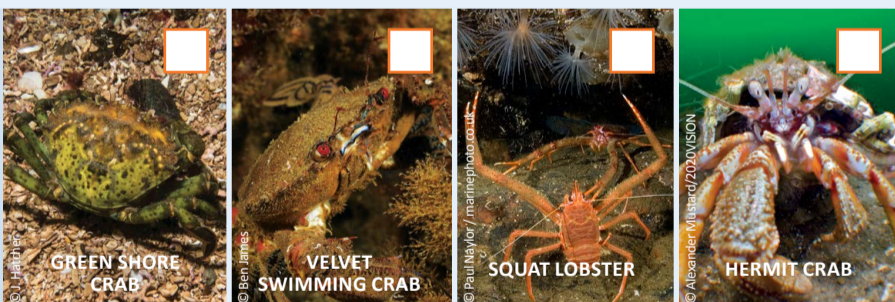 © J. Hatcher
GREEN SHORE
CRAB
© Ben James
VELVET
SWIMMING CRAB
© Paul Naylor / marinephoto.co.uk
SQUAT LOBSTER
© Alexander Mustard/2020VISION
HERMIT CRAB